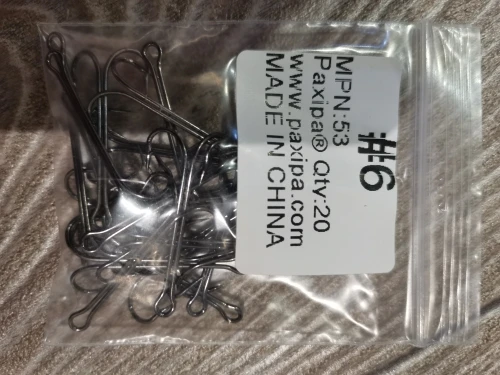 #6
MPN:53
Paxipa® Qty:20
www.paxipa.com
MADE IN CHINA